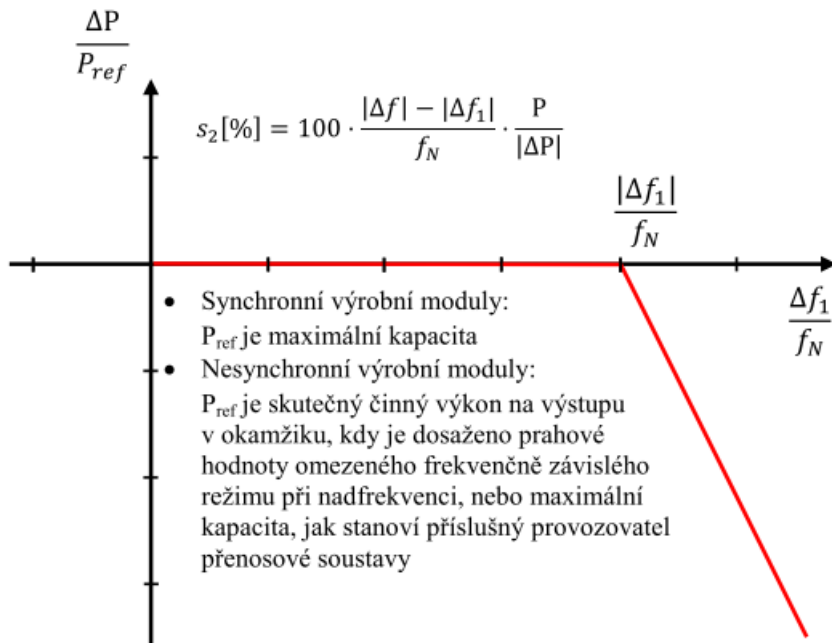 ΔP
P_ref
s₂[%] = 100 · (|Δf| − |Δf₁|)/f_N · P/|ΔP|
|Δf₁|
f_N
Δf₁
f_N
• Synchronní výrobní moduly:
P_ref je maximální kapacita
• Nesynchronní výrobní moduly:
P_ref je skutečný činný výkon na výstupu
v okamžiku, kdy je dosaženo prahové
hodnoty omezeného frekvenčně závislého
režimu při nadfrekvenci, nebo maximální
kapacita, jak stanoví příslušný provozovatel
přenosové soustavy